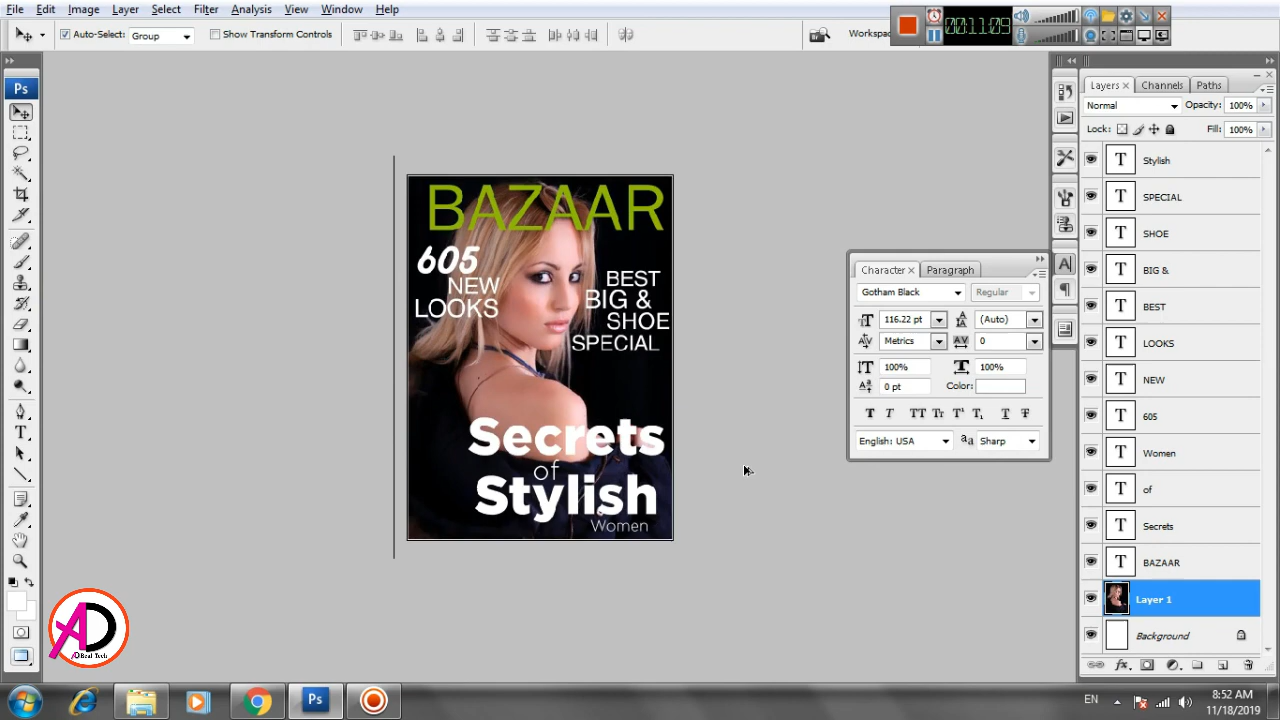 File Edit Image Layer Select Filter Analysis View Window Help
Auto-Select: Group Show Transform Controls
00:11:09
Ps
BAZAAR
605
NEW
LOOKS
BEST
BIG &
SHOE
SPECIAL
Secrets
of
Stylish
Women
Character Paragraph
Gotham Black Regular
116.22 pt (Auto)
Metrics 0
100% 100%
0 pt Color:
English: USA Sharp
Layers Channels Paths
Normal Opacity: 100%
Lock: Fill: 100%
Stylish
SPECIAL
SHOE
BIG &
BEST
LOOKS
NEW
605
Women
of
Secrets
BAZAAR
Layer 1
Background
AD
Ps
EN
8:52 AM
11/18/2019